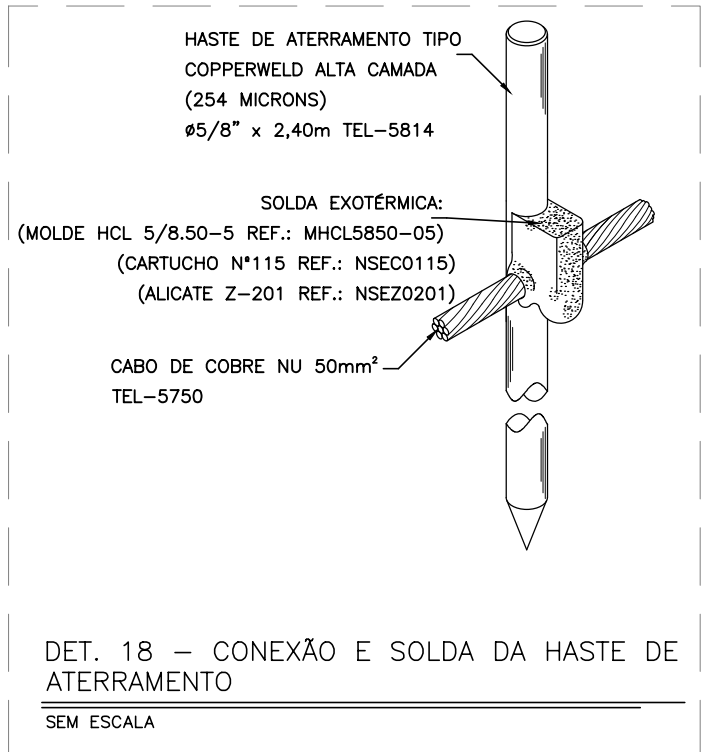 HASTE DE ATERRAMENTO TIPO
COPPERWELD ALTA CAMADA
(254 MICRONS)
ø5/8" x 2,40m TEL-5814
SOLDA EXOTÉRMICA:
(MOLDE HCL 5/8.50-5 REF.: MHCL5850-05)
(CARTUCHO Nº115 REF.: NSEC0115)
(ALICATE Z-201 REF.: NSEZ0201)
CABO DE COBRE NU 50mm²
TEL-5750
DET. 18 - CONEXÃO E SOLDA DA HASTE DE
ATERRAMENTO
SEM ESCALA